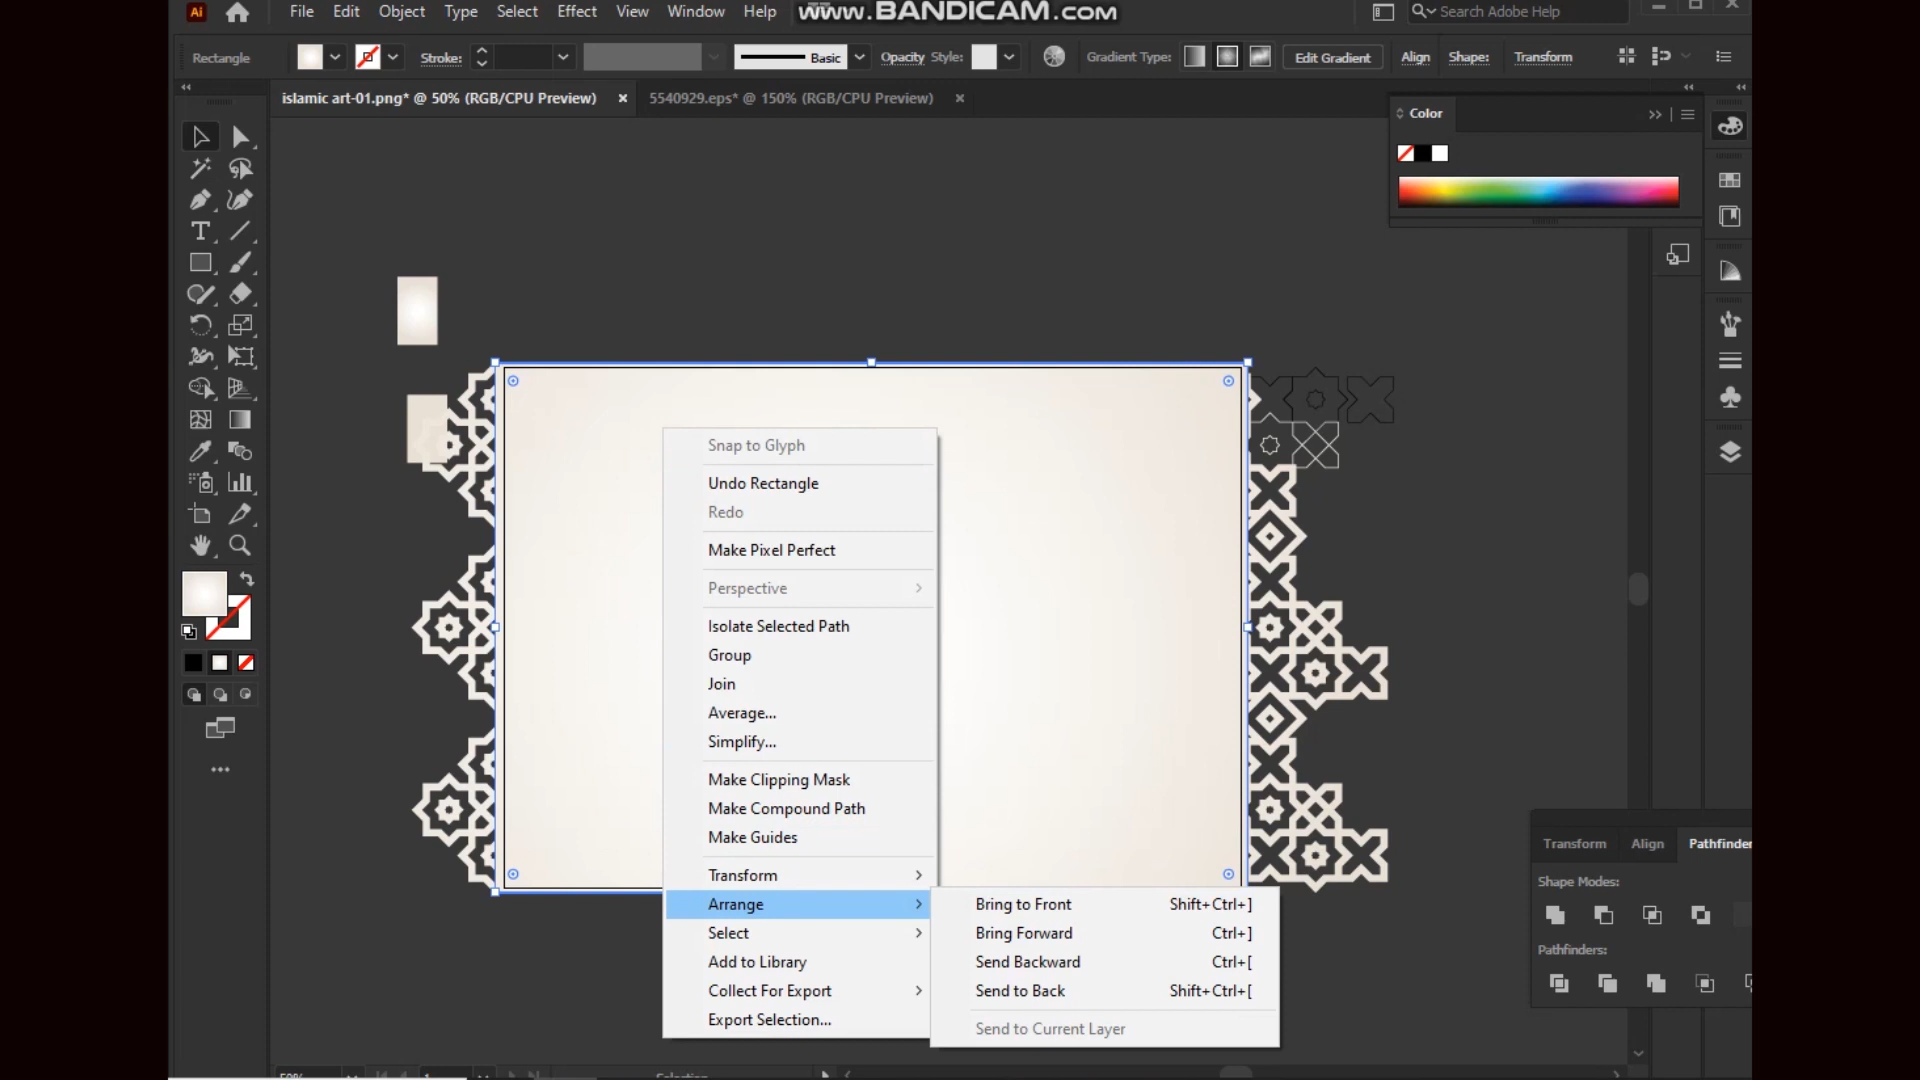 Ai
File Edit Object Type Select Effect View Window Help
www.BANDICAM.com
Search Adobe Help
Rectangle
Stroke:
Basic
Opacity
Style:
Gradient Type:
Edit Gradient
Align
Shape:
Transform
islamic art-01.png* @ 50% (RGB/CPU Preview)
5540929.eps* @ 150% (RGB/CPU Preview)
Color
Snap to Glyph
Undo Rectangle
Redo
Make Pixel Perfect
Perspective
Isolate Selected Path
Group
Join
Average...
Simplify...
Make Clipping Mask
Make Compound Path
Make Guides
Transform
Arrange
Select
Add to Library
Collect For Export
Export Selection...
Bring to Front Shift+Ctrl+]
Bring Forward Ctrl+]
Send Backward Ctrl+[
Send to Back Shift+Ctrl+[
Send to Current Layer
Transform Align Pathfinder
Shape Modes:
Pathfinders:
50%
1
Selection